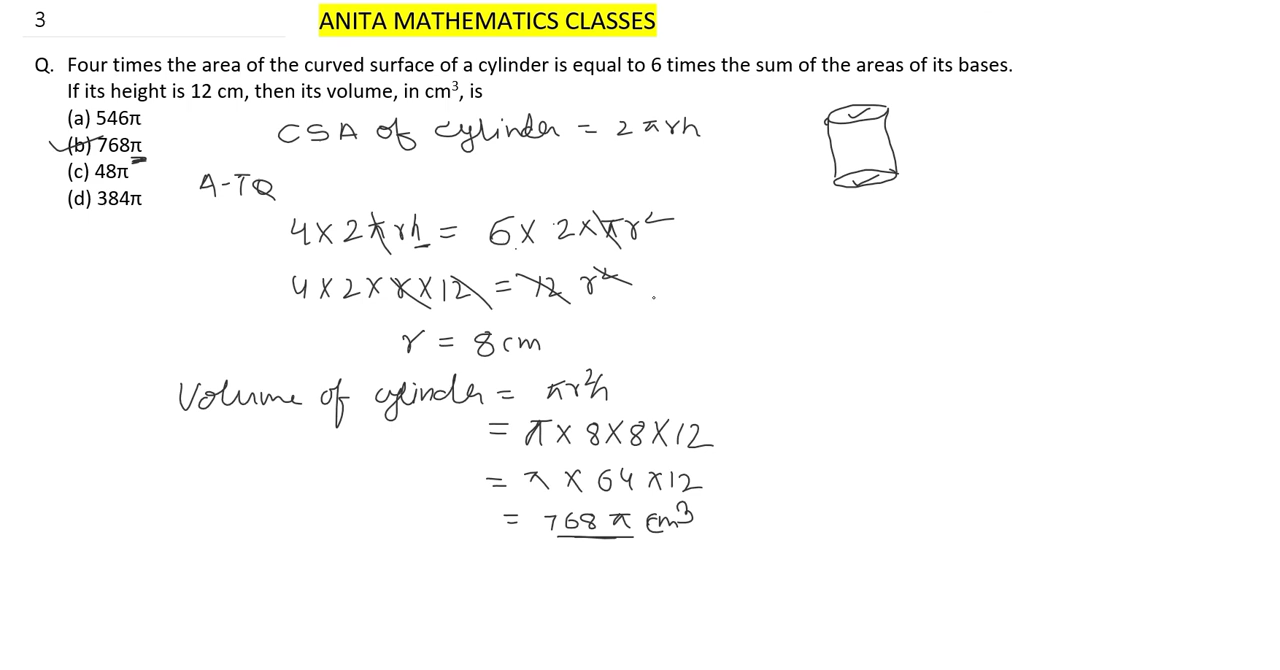 3
ANITA MATHEMATICS CLASSES
Q. Four times the area of the curved surface of a cylinder is equal to 6 times the sum of the areas of its bases.
If its height is 12 cm, then its volume, in cm³, is
(a) 546π
(b) 768π
(c) 48π
(d) 384π
CSA of cylinder = 2πrh
A-TQ
4 × 2πrh = 6 × 2×πr²
4 × 2 × r × 12 = 12 r²
r = 8 cm
Volume of cylinder = πr²h
= π × 8 × 8 × 12
= π × 64 × 12
= 768 π cm³